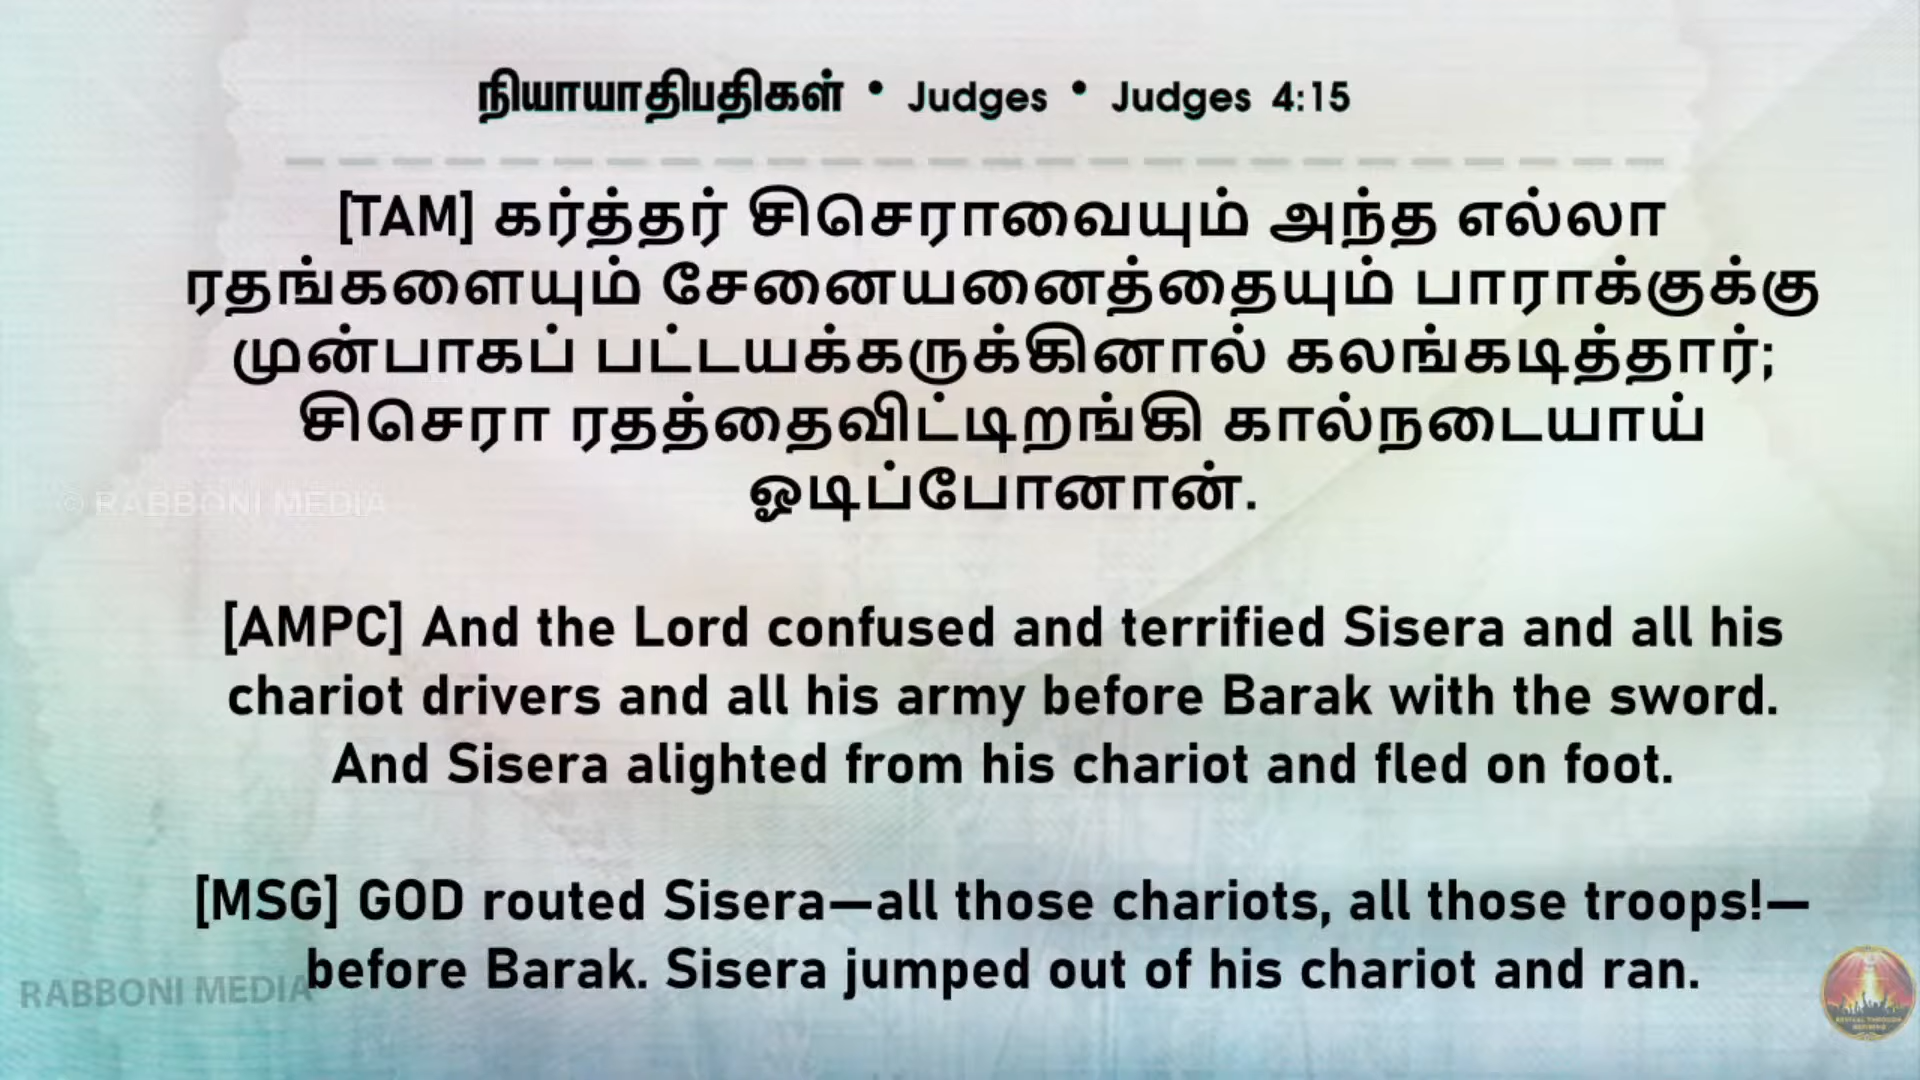 நியாயாதிபதிகள் • Judges • Judges 4:15
[TAM] கர்த்தர் சிசெராவையும் அந்த எல்லா
ரதங்களையும் சேனையனைத்தையும் பாராக்குக்கு
முன்பாகப் பட்டயக்கருக்கினால் கலங்கடித்தார்;
சிசெரா ரதத்தைவிட்டிறங்கி கால்நடையாய்
ஓடிப்போனான்.
© RABBONI MEDIA
[AMPC] And the Lord confused and terrified Sisera and all his
chariot drivers and all his army before Barak with the sword.
And Sisera alighted from his chariot and fled on foot.
[MSG] GOD routed Sisera—all those chariots, all those troops!—
before Barak. Sisera jumped out of his chariot and ran.
RABBONI MEDIA